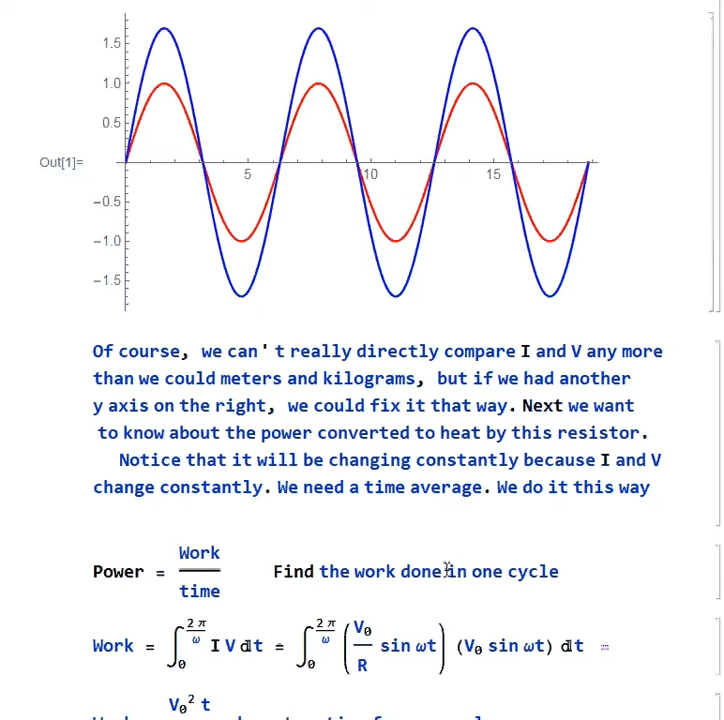 1.5
1.0
0.5
Out[1]=
5 10 15
-0.5
-1.0
-1.5
Of course, we can't really directly compare I and V any more
than we could meters and kilograms, but if we had another
y axis on the right, we could fix it that way. Next we want
to know about the power converted to heat by this resistor.
Notice that it will be changing constantly because I and V
change constantly. We need a time average. We do it this way
Power = Work/time Find the work done in one cycle
Work = ∫₀^(2π/ω) I V ⅆt = ∫₀^(2π/ω) (V₀/R sin ωt) (V₀ sin ωt) ⅆt =
V₀² t